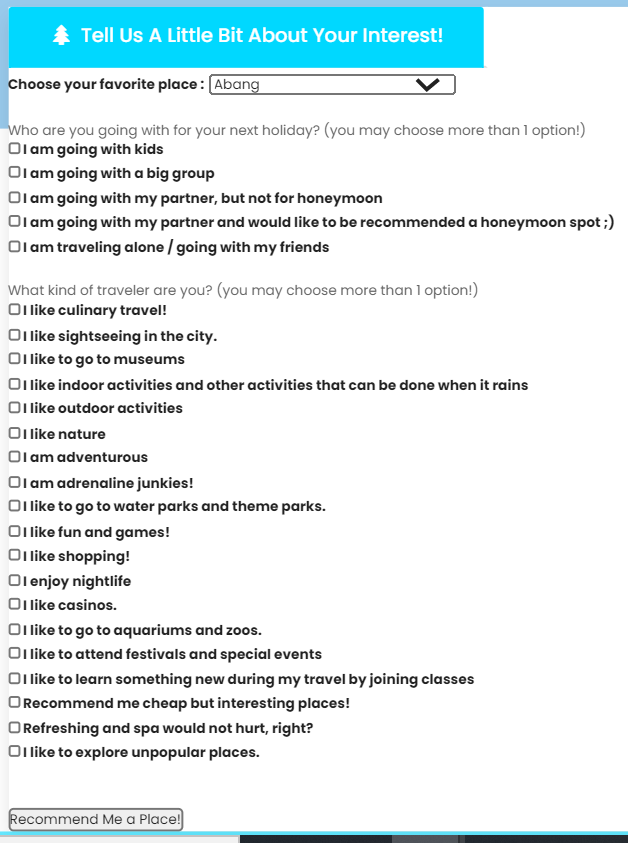 Tell Us A Little Bit About Your Interest!
Choose your favorite place : Abang
Who are you going with for your next holiday? (you may choose more than 1 option!)
I am going with kids
I am going with a big group
I am going with my partner, but not for honeymoon
I am going with my partner and would like to be recommended a honeymoon spot ;)
I am traveling alone / going with my friends
What kind of traveler are you? (you may choose more than 1 option!)
I like culinary travel!
I like sightseeing in the city.
I like to go to museums
I like indoor activities and other activities that can be done when it rains
I like outdoor activities
I like nature
I am adventurous
I am adrenaline junkies!
I like to go to water parks and theme parks.
I like fun and games!
I like shopping!
I enjoy nightlife
I like casinos.
I like to go to aquariums and zoos.
I like to attend festivals and special events
I like to learn something new during my travel by joining classes
Recommend me cheap but interesting places!
Refreshing and spa would not hurt, right?
I like to explore unpopular places.
Recommend Me a Place!